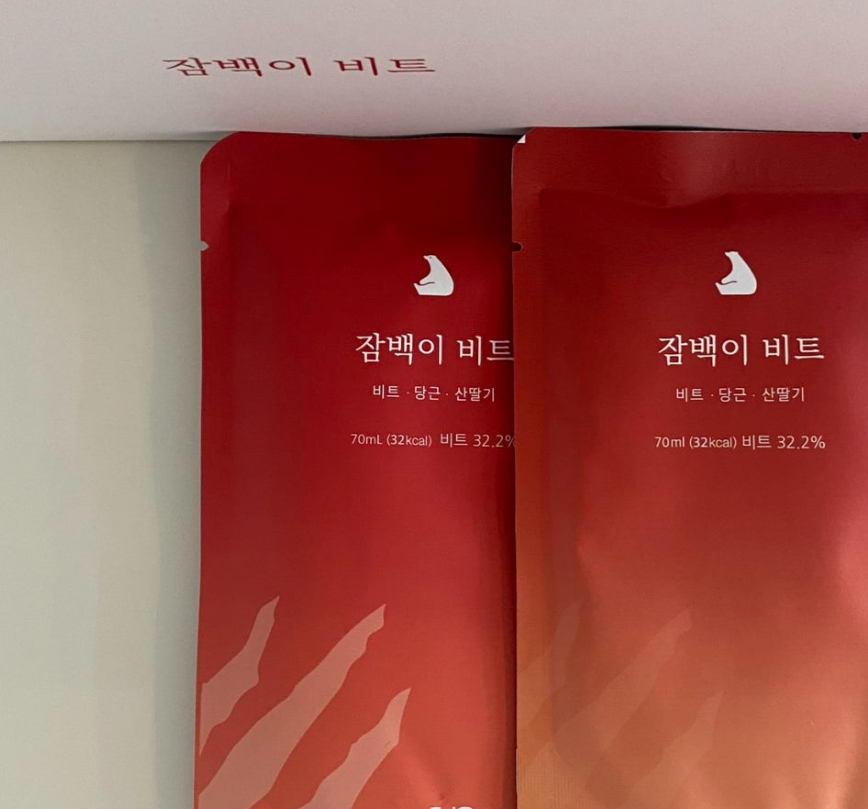 잠백이 비트
잠백이 비트
비트 · 당근 · 산딸기
70mL (32kcal) 비트 32.2%
잠백이 비트
비트 · 당근 · 산딸기
70ml (32kcal) 비트 32.2%